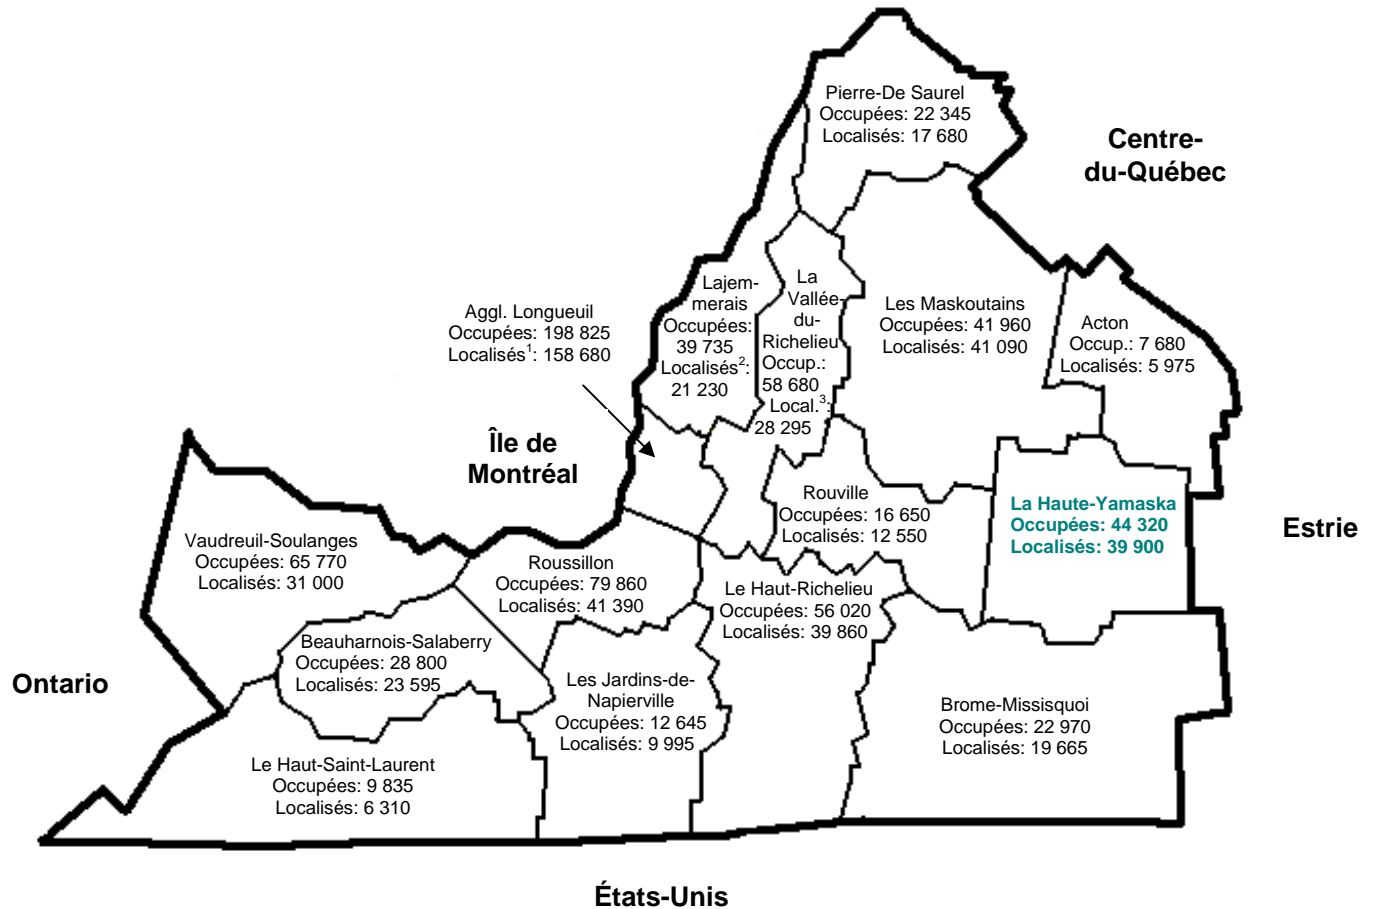 Pierre-De Saurel
Occupées: 22 345
Localisés: 17 680
Centre-
du-Québec
Lajem-
merais
Occupées:
39 735
Localisés2:
21 230
La
Vallée-
du-
Richelieu
Occup.:
58 680
Local.3:
28 295
Les Maskoutains
Occupées: 41 960
Localisés: 41 090
Acton
Occup.: 7 680
Localisés: 5 975
Aggl. Longueuil
Occupées: 198 825
Localisés1: 158 680
Île de
Montréal
Rouville
Occupées: 16 650
Localisés: 12 550
La Haute-Yamaska
Occupées: 44 320
Localisés: 39 900
Estrie
Vaudreuil-Soulanges
Occupées: 65 770
Localisés: 31 000
Roussillon
Occupées: 79 860
Localisés: 41 390
Le Haut-Richelieu
Occupées: 56 020
Localisés: 39 860
Beauharnois-Salaberry
Occupées: 28 800
Localisés: 23 595
Ontario
Les Jardins-de-
Napierville
Occupées: 12 645
Localisés: 9 995
Brome-Missisquoi
Occupées: 22 970
Localisés: 19 665
Le Haut-Saint-Laurent
Occupées: 9 835
Localisés: 6 310
États-Unis